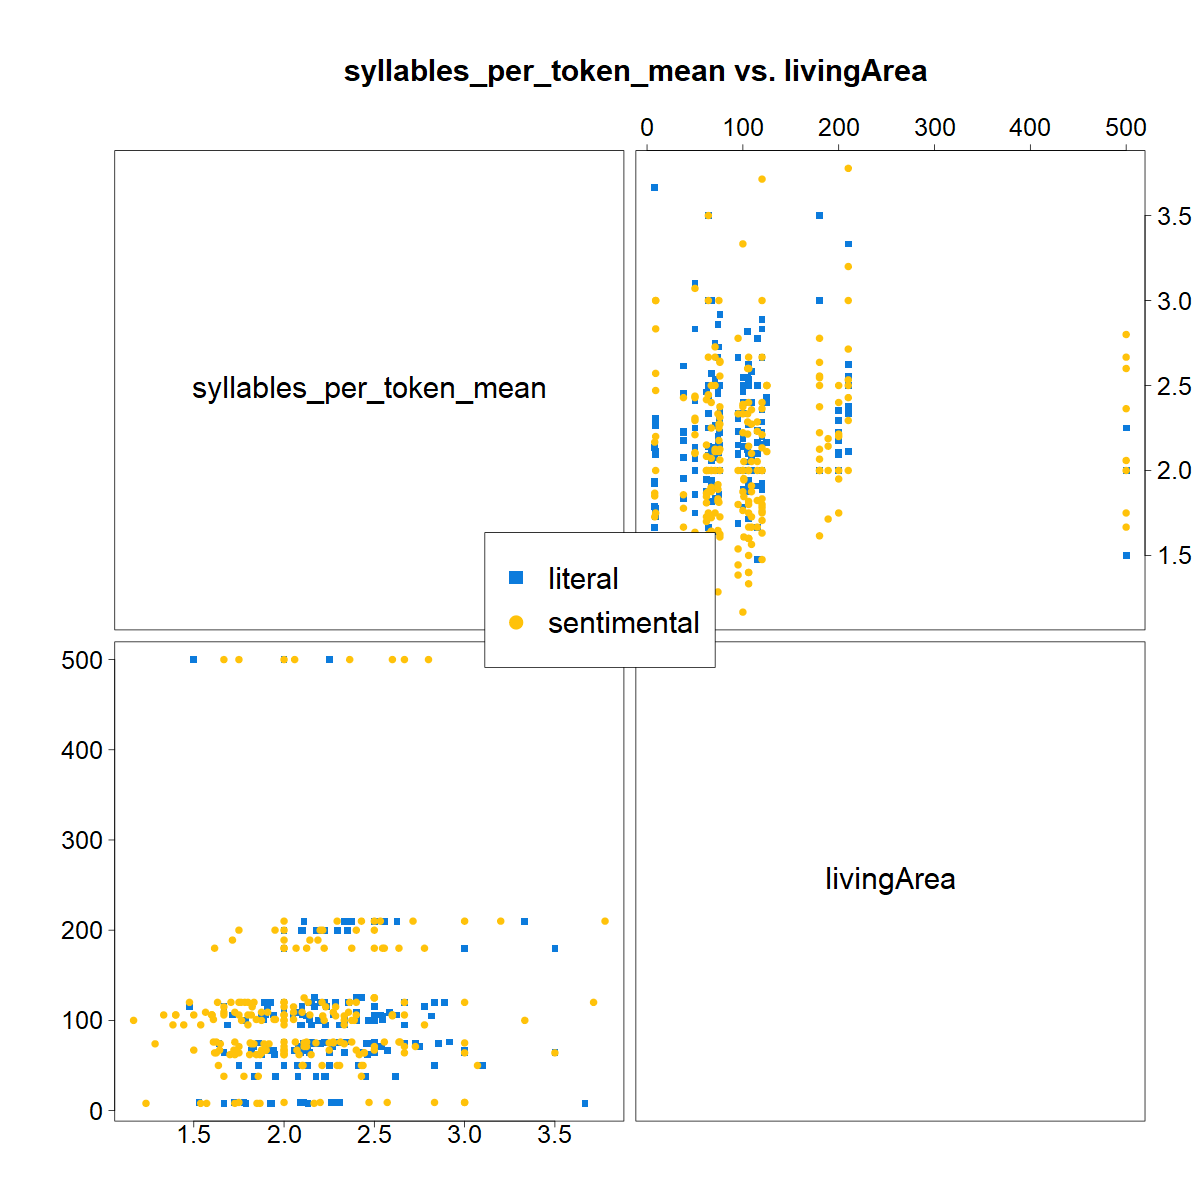 syllables_per_token_mean vs. livingArea
0 100 200 300 400 500
syllables_per_token_mean
3.5
3.0
2.5
2.0
1.5
literal
sentimental
500
400
300
200
100
0
livingArea
1.5 2.0 2.5 3.0 3.5